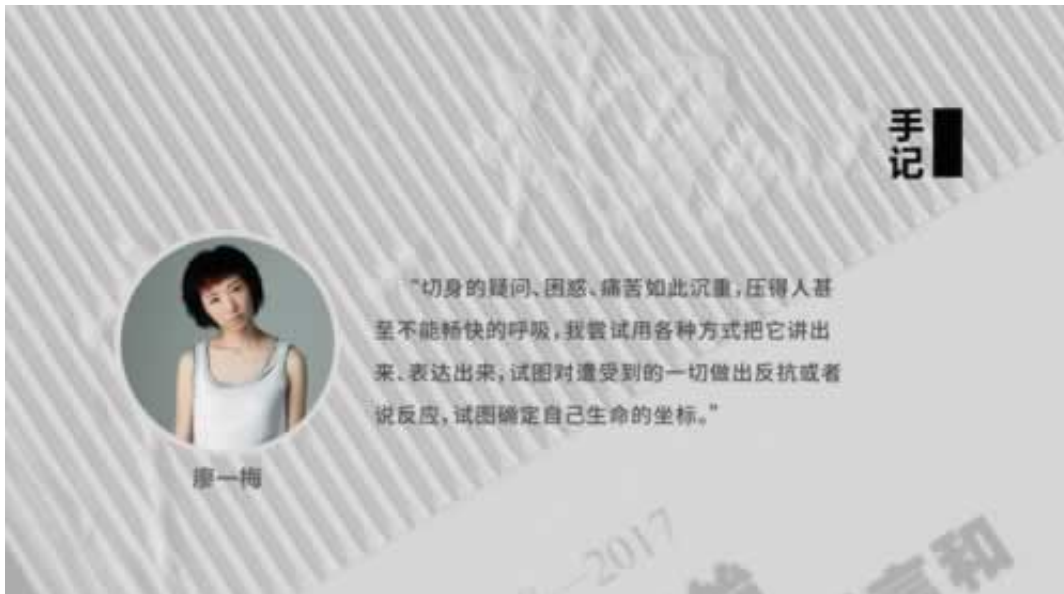 手记
"切身的疑问、困惑、痛苦如此沉重，压得人甚
至不能畅快的呼吸，我尝试用各种方式把它讲出
来、表达出来，试图对遭受到的一切做出反抗或者
说反应，试图确定自己生命的坐标。"
廖一梅
—2017
和